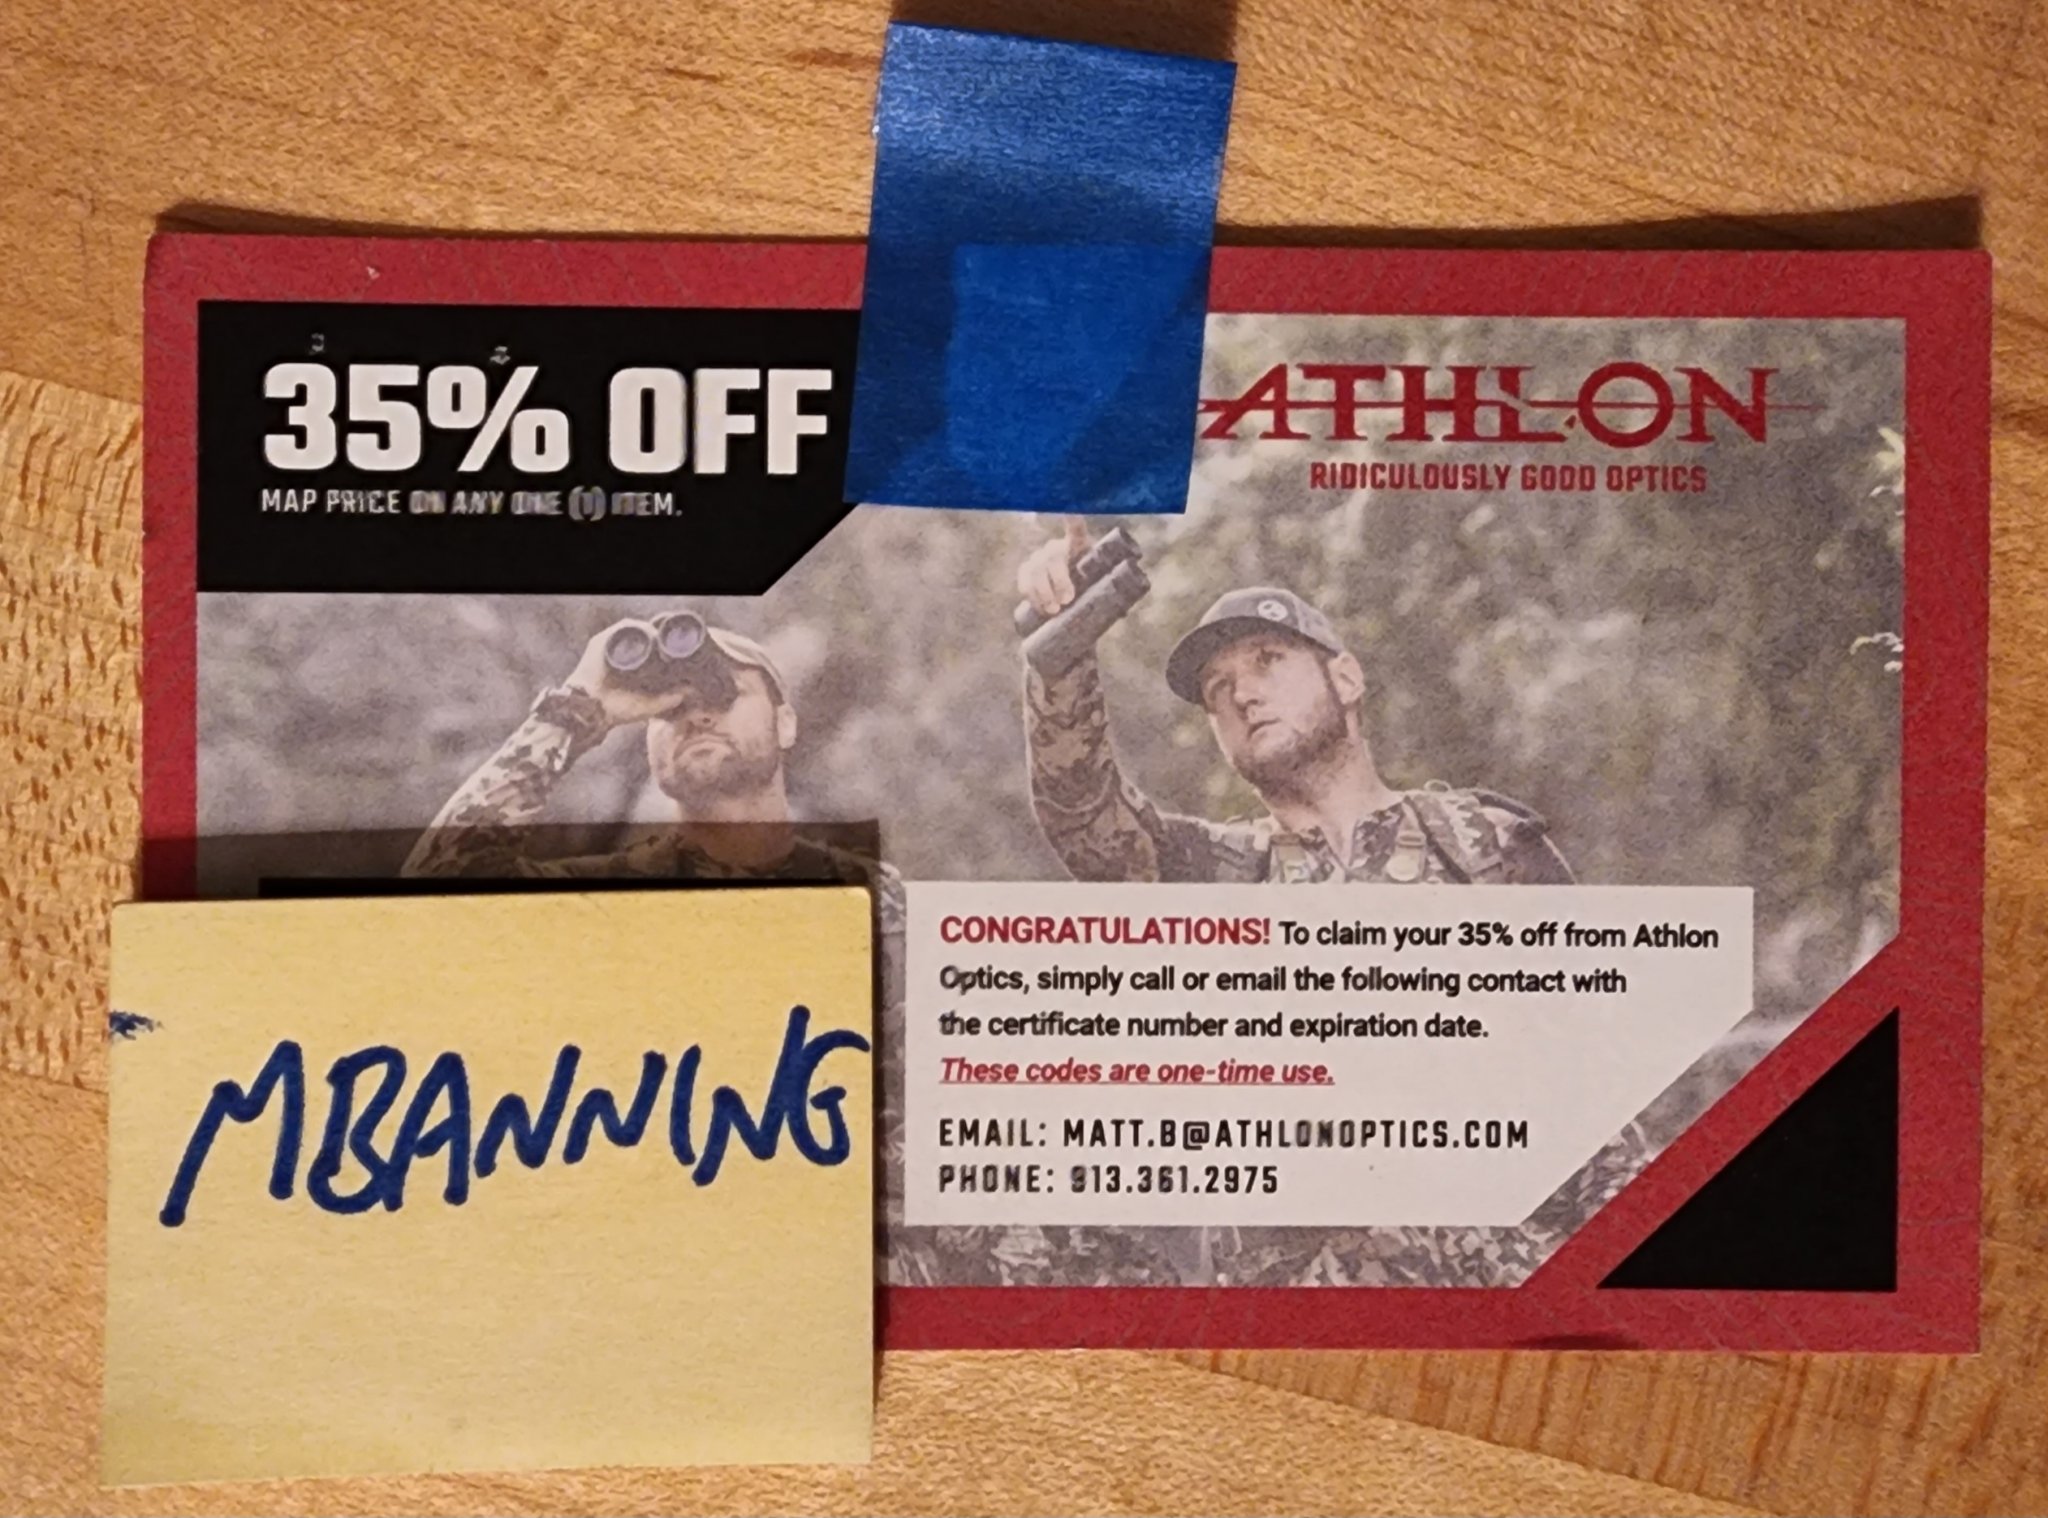 35% OFF
MAP PRICE ON ANY ONE (1) ITEM.
ATHLON
RIDICULOUSLY GOOD OPTICS
CONGRATULATIONS! To claim your 35% off from Athlon
Optics, simply call or email the following contact with
the certificate number and expiration date.
These codes are one-time use.
EMAIL: MATT.B@ATHLONOPTICS.COM
PHONE: 913.361.2975
MBANNING